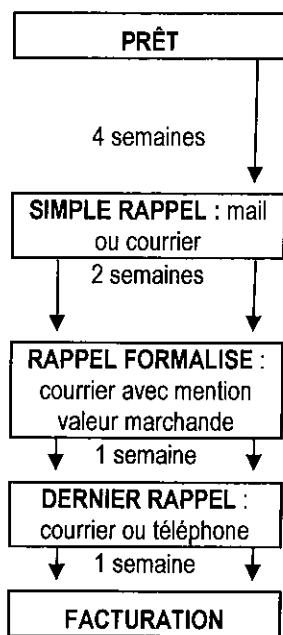 PRÊT
4 semaines
SIMPLE RAPPEL : mail
ou courrier
2 semaines
RAPPEL FORMALISE :
courrier avec mention
valeur marchande
1 semaine
DERNIER RAPPEL :
courrier ou téléphone
1 semaine
FACTURATION